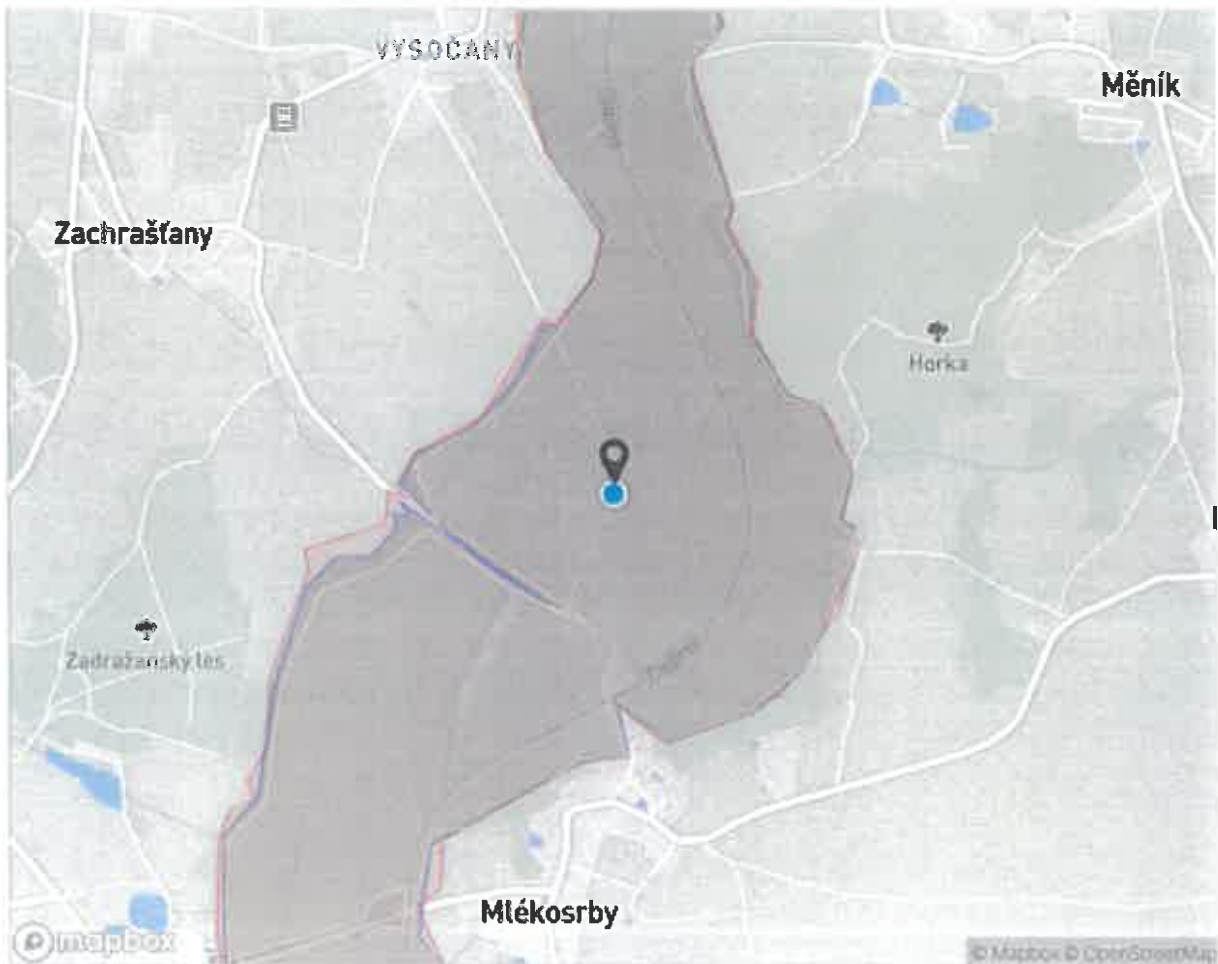 VYSOČANY
Měník
Zachrašťany
Horka
Zadražanský les
Mlékosrby
mapbox
© Mapbox © OpenStreetMap